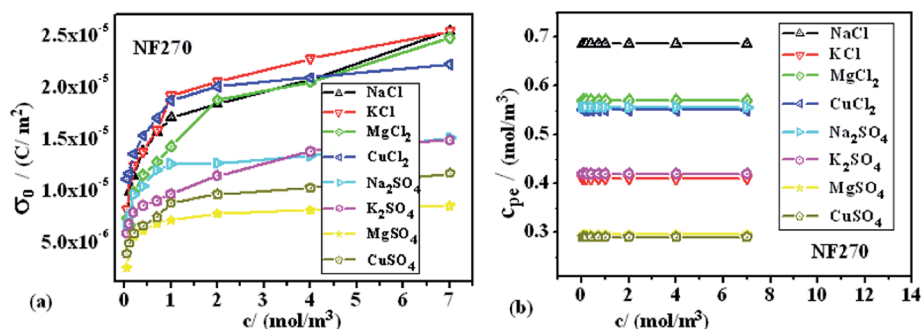 NF270
σ₀ / (C/ m²)
2.5x10⁻⁵
2.0x10⁻⁵
1.5x10⁻⁵
1.0x10⁻⁵
5.0x10⁻⁶
NaCl
KCl
MgCl₂
CuCl₂
Na₂SO₄
K₂SO₄
MgSO₄
CuSO₄
0 1 2 3 4 5 6 7
(a)
c/ (mol/m³)
cₚₑ / (mol/m³)
0.7
0.6
0.5
0.4
0.3
NaCl
KCl
MgCl₂
CuCl₂
Na₂SO₄
K₂SO₄
MgSO₄
CuSO₄
NF270
0 2 4 6 8 10 12 14
(b)
c/ (mol/m³)